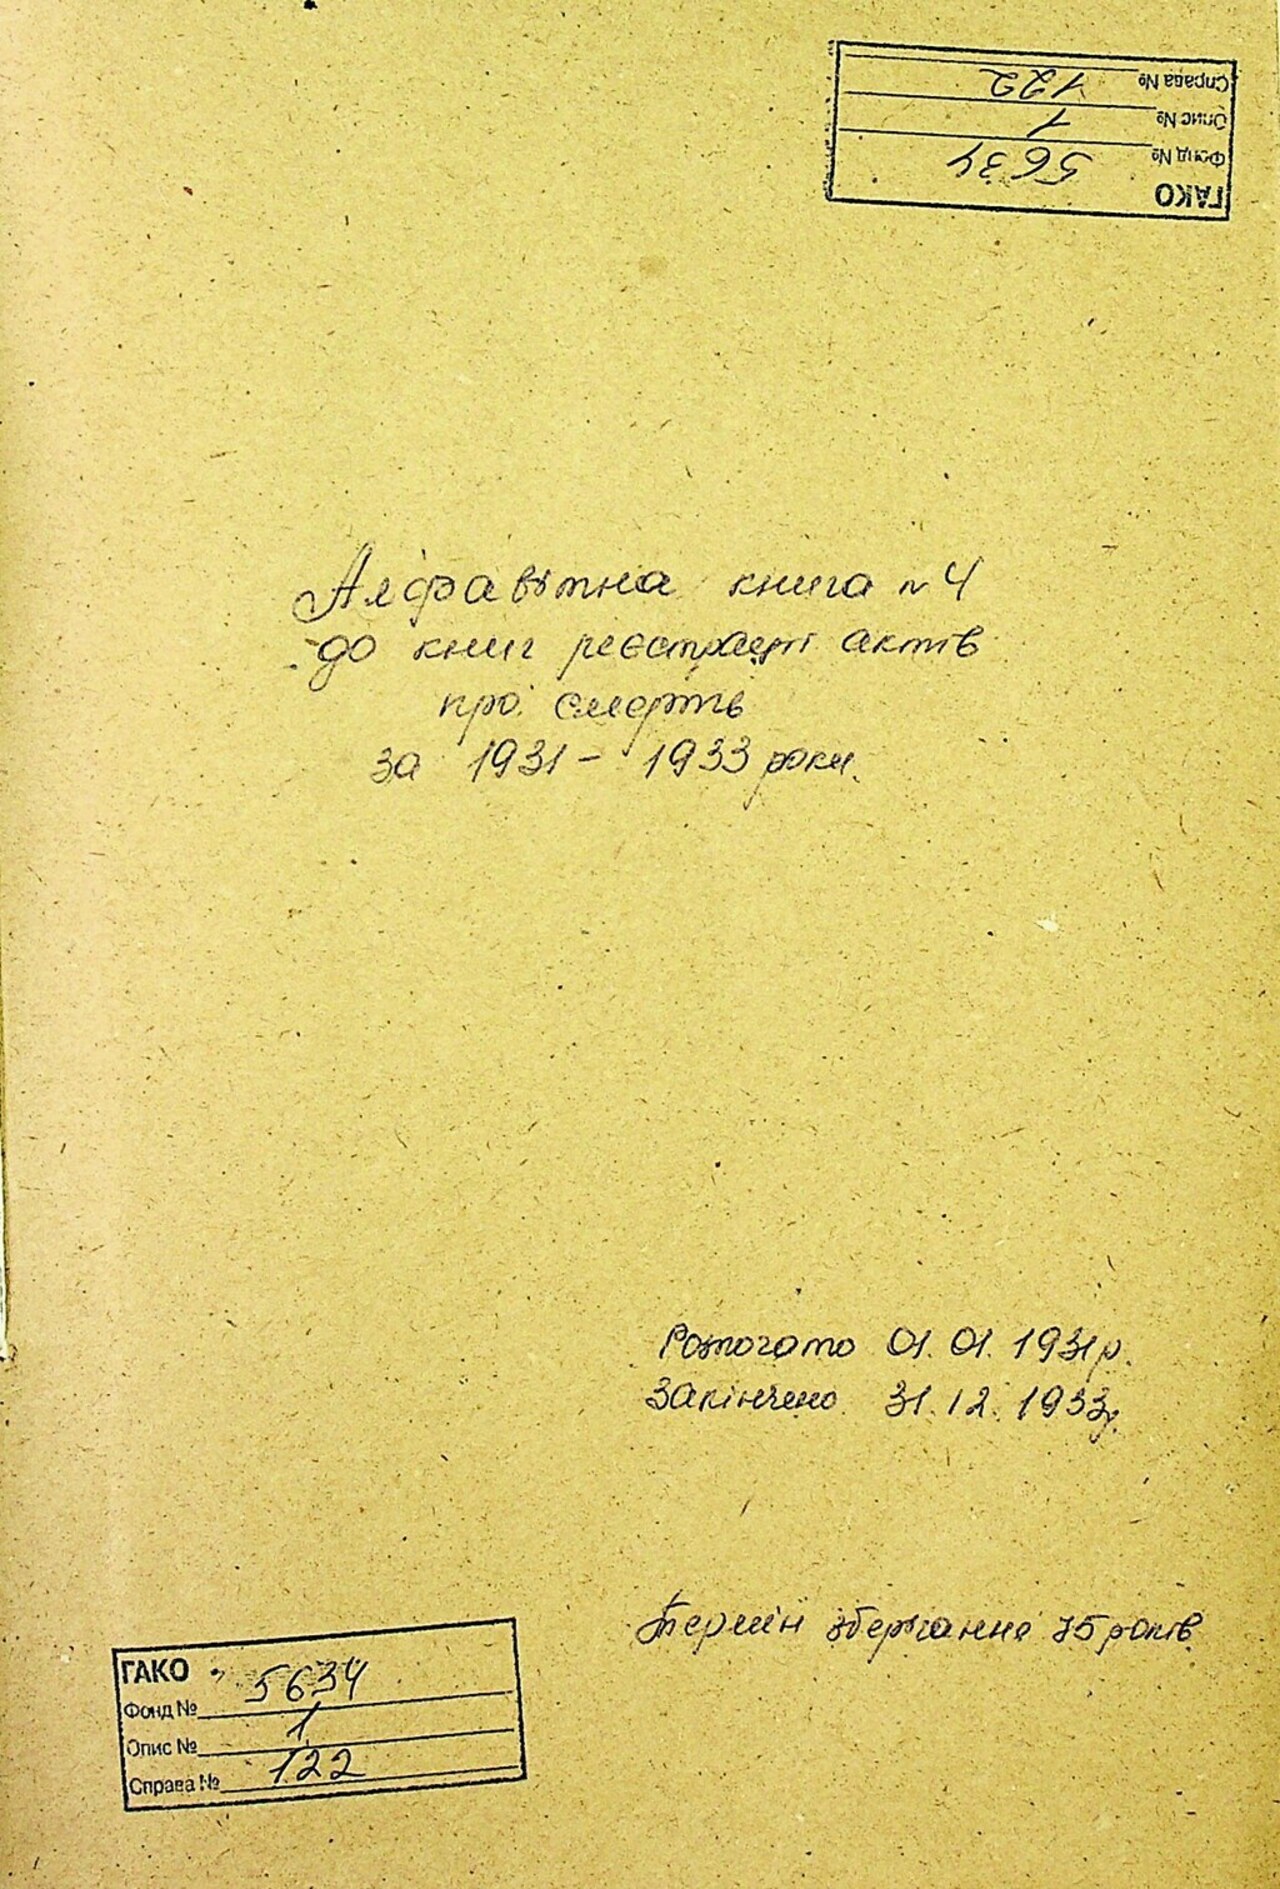 ГАКО
Фонд № 5634
Опис № 1
Справа № 122
Алфавітна книга № 4
до книг реєстрації актів
про смерть
за 1931 - 1933 роки.
Розпочато 01.01.1931р.
Закінчено 31.12.1933р.
Термін зберігання 75 років
ГАКО
Фонд № 5634
Опис № 1
Справа № 122